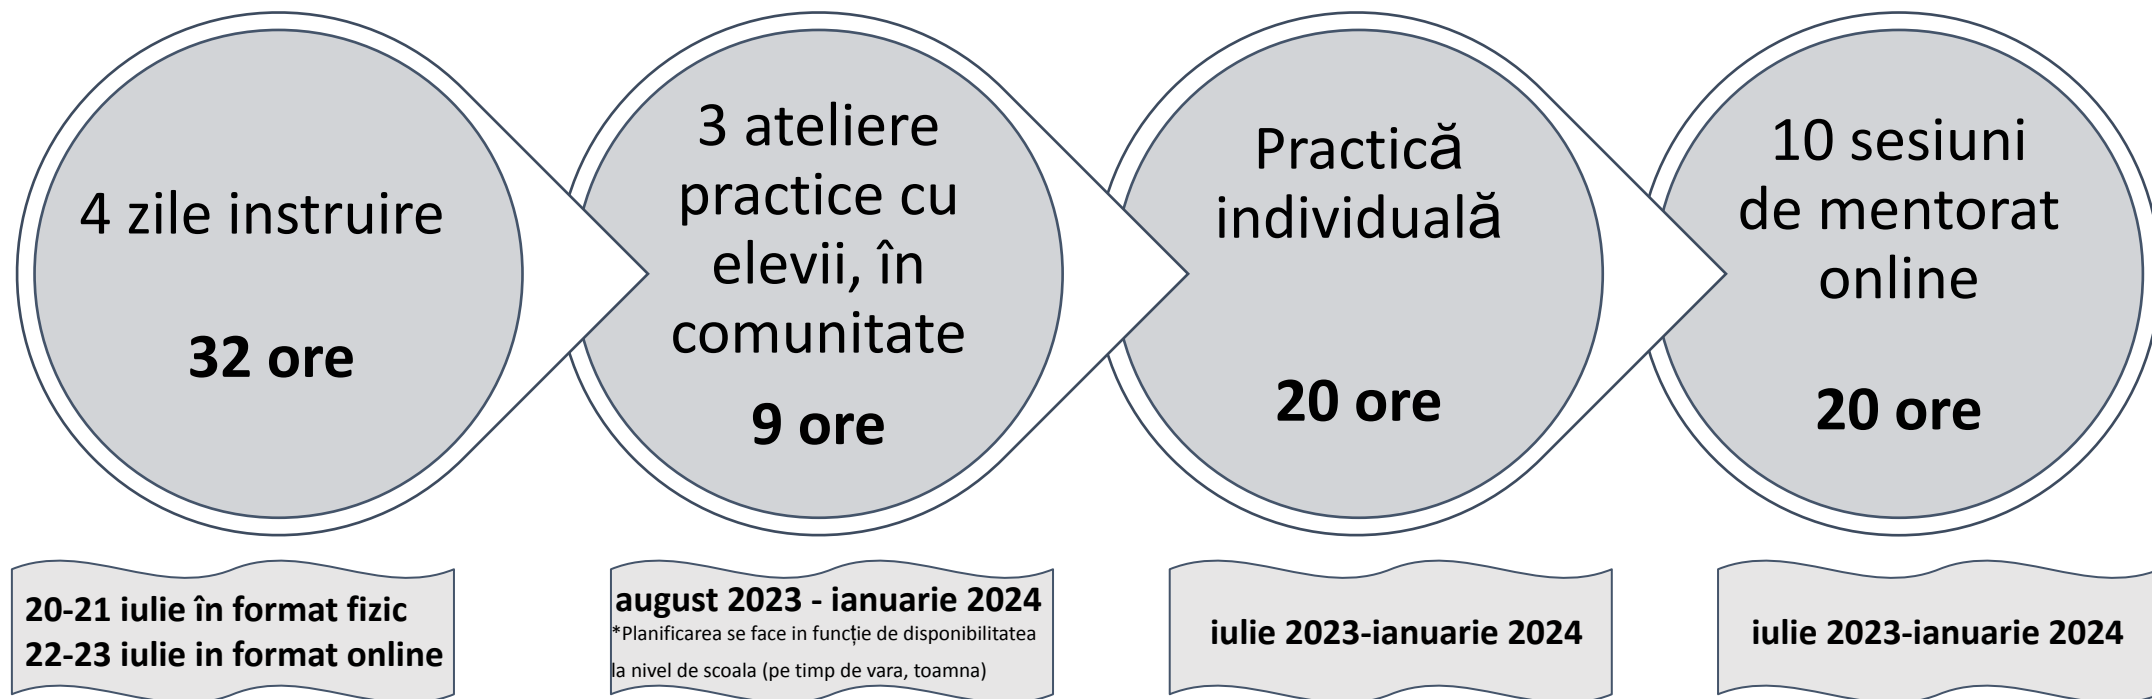 4 zile instruire
32 ore
3 ateliere
practice cu
elevii, în
comunitate
9 ore
Practică
individuală
20 ore
10 sesiuni
de mentorat
online
20 ore
20-21 iulie în format fizic
22-23 iulie in format online
august 2023 - ianuarie 2024
*Planificarea se face in funcție de disponibilitatea
la nivel de scoala (pe timp de vara, toamna)
iulie 2023-ianuarie 2024
iulie 2023-ianuarie 2024